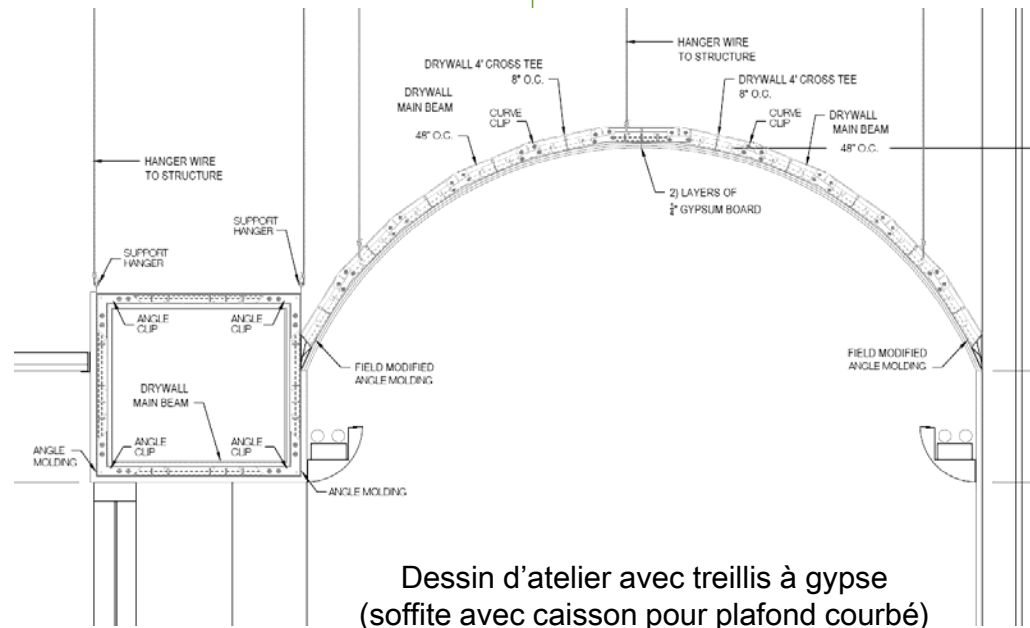 HANGER WIRE
TO STRUCTURE
DRYWALL 4' CROSS TEE
8" O.C.
DRYWALL 4' CROSS TEE
8" O.C.
DRYWALL
MAIN BEAM
48" O.C.
CURVE
CLIP
CURVE
CLIP
DRYWALL
MAIN BEAM
48" O.C.
HANGER WIRE
TO STRUCTURE
2) LAYERS OF
GYPSUM BOARD
SUPPORT
HANGER
SUPPORT
HANGER
ANGLE
CLIP
ANGLE
CLIP
FIELD MODIFIED
ANGLE MOLDING
FIELD MODIFIED
ANGLE MOLDING
DRYWALL
MAIN BEAM
ANGLE
CLIP
ANGLE
CLIP
ANGLE
MOLDING
ANGLE MOLDING
Dessin d'atelier avec treillis à gypse
(soffite avec caisson pour plafond courbé)